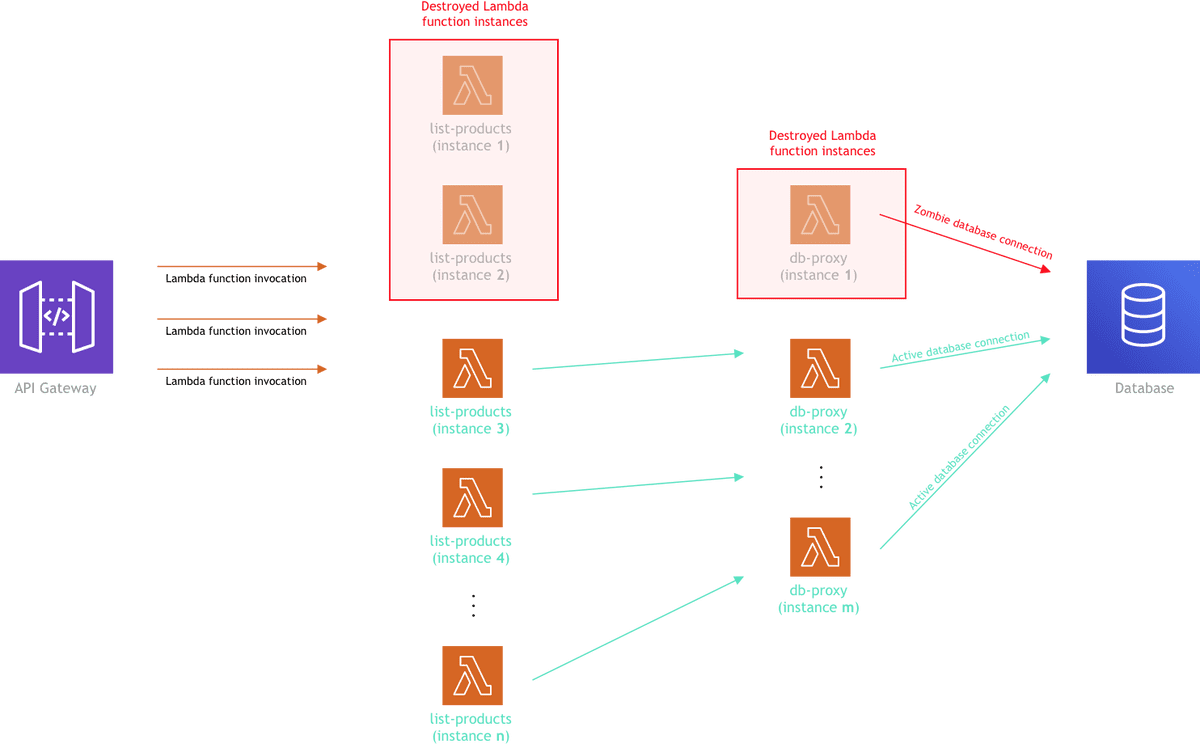 Destroyed Lambda
function instances
list-products
(instance 1)
list-products
(instance 2)
Destroyed Lambda
function instances
db-proxy
(instance 1)
Zombie database connection
Lambda function invocation
Lambda function invocation
Lambda function invocation
</>
API Gateway
list-products
(instance 3)
db-proxy
(instance 2)
Active database connection
Database
list-products
(instance 4)
Active database connection
db-proxy
(instance m)
list-products
(instance n)